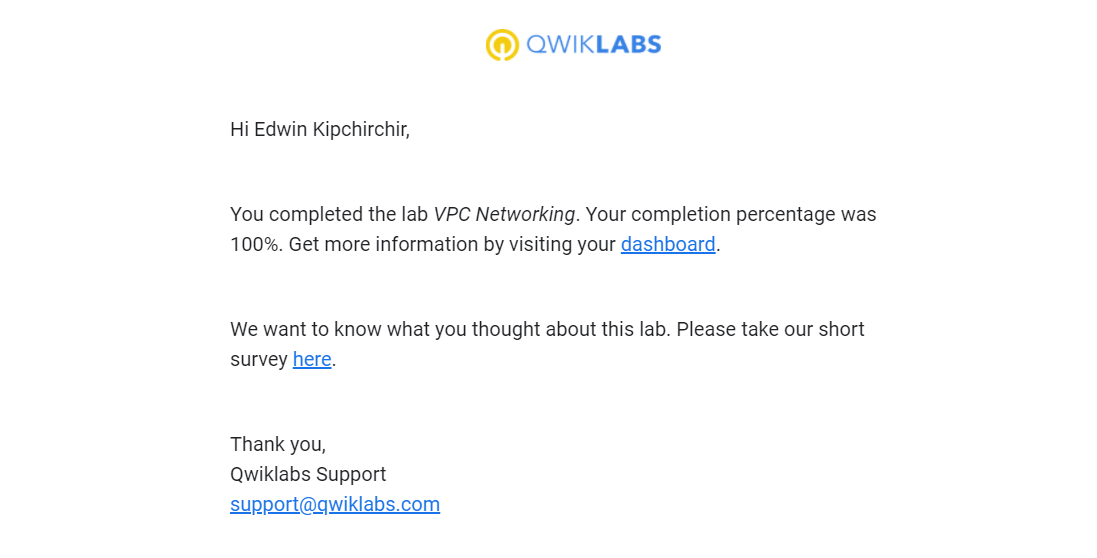 QWIKLABS
Hi Edwin Kipchirchir,
You completed the lab VPC Networking. Your completion percentage was
100%. Get more information by visiting your dashboard.
We want to know what you thought about this lab. Please take our short
survey here.
Thank you,
Qwiklabs Support
support@qwiklabs.com